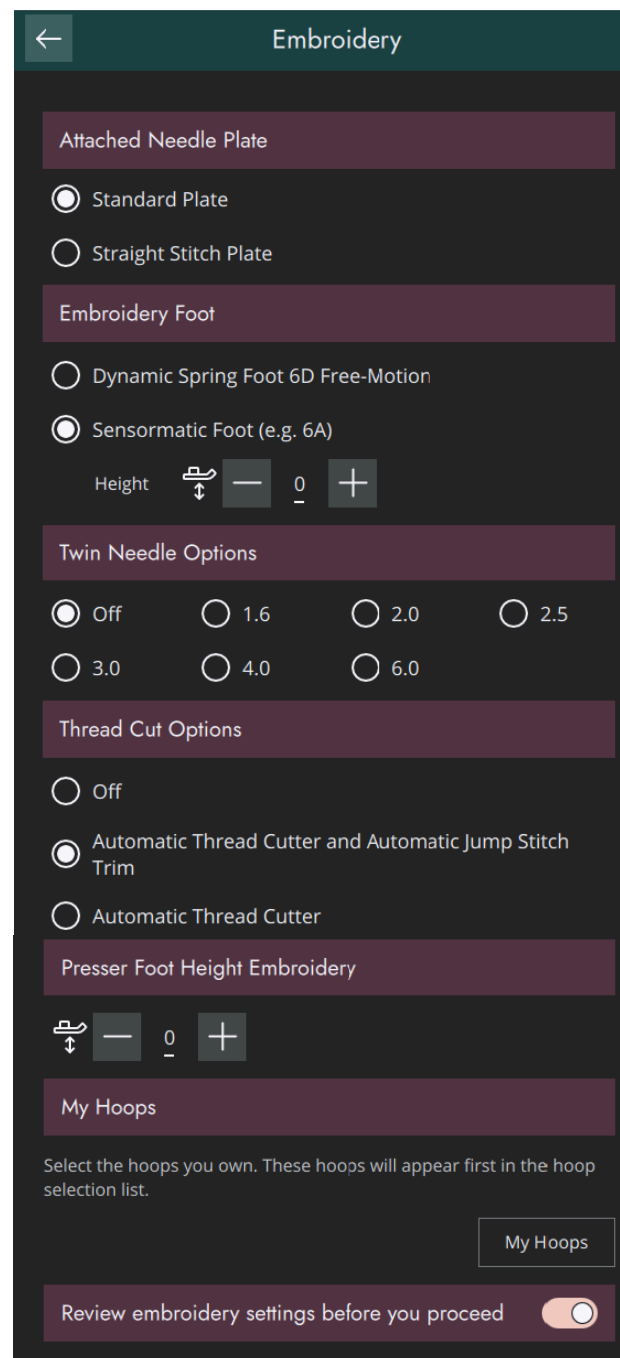 Embroidery
Attached Needle Plate
Standard Plate
Straight Stitch Plate
Embroidery Foot
Dynamic Spring Foot 6D Free-Motion
Sensormatic Foot (e.g. 6A)
Height 0
Twin Needle Options
Off 1.6 2.0 2.5
3.0 4.0 6.0
Thread Cut Options
Off
Automatic Thread Cutter and Automatic Jump Stitch
Trim
Automatic Thread Cutter
Presser Foot Height Embroidery
0
My Hoops
Select the hoops you own. These hoops will appear first in the hoop
selection list.
My Hoops
Review embroidery settings before you proceed